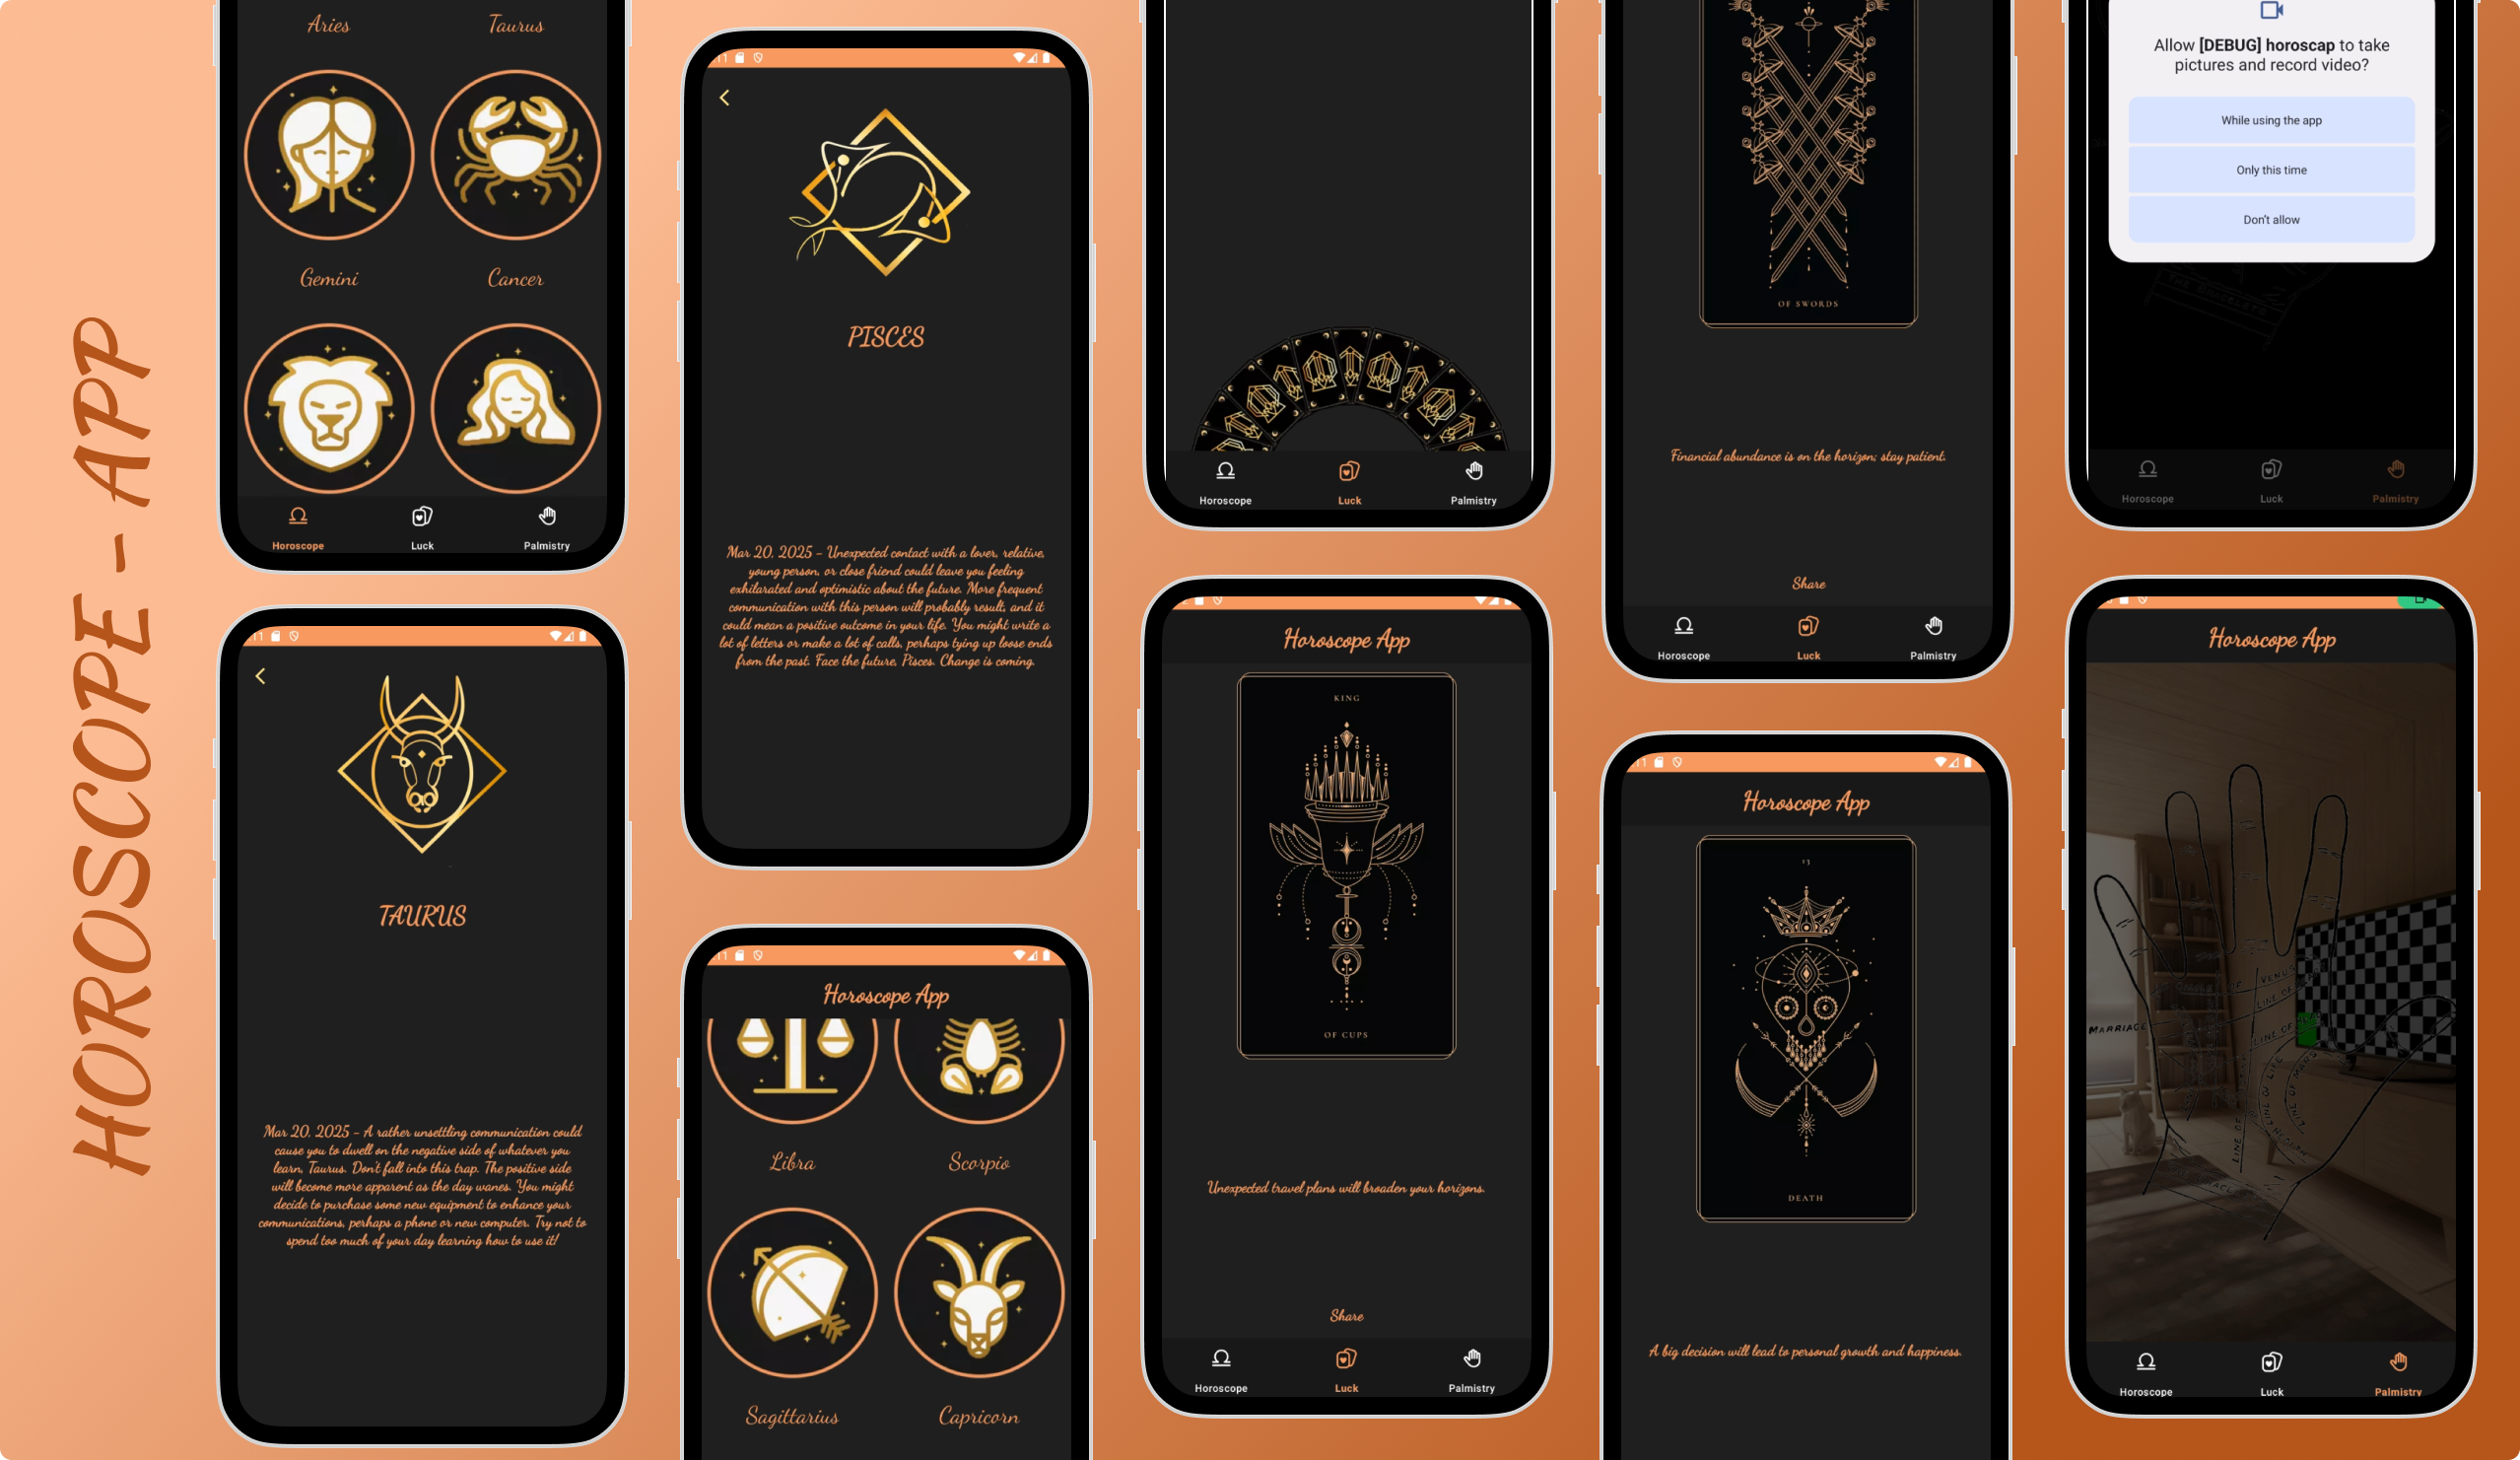 HOROSCOPE - APP
Aries
Taurus
Gemini
Cancer
Horoscope
Luck
Palmistry
TAURUS
Mar 20, 2025 - A rather unsettling communication could
cause you to dwell on the negative side of whatever you
learn, Taurus. Don't fall into this trap. The positive side
will become more apparent as the day wanes. You might
decide to purchase some new equipment to enhance your
communications, perhaps a phone or new computer. Try not to
spend too much of your day learning how to use it!
PISCES
Mar 20, 2025 - Unexpected contact with a lover, relative,
young person, or close friend could leave you feeling
exhilarated and optimistic about the future. More frequent
communication with this person will probably result, and it
could mean a positive outcome in your life. You might write a
lot of letters or make a lot of calls, perhaps tying up loose ends
from the past. Face the future, Pisces. Change is coming.
Horoscope App
Libra
Scorpio
Sagittarius
Capricorn
Horoscope
Luck
Palmistry
Horoscope App
KING
OF CUPS
Unexpected travel plans will broaden your horizons.
Share
Horoscope
Luck
Palmistry
OF SWORDS
Financial abundance is on the horizon; stay patient.
Share
Horoscope
Luck
Palmistry
Horoscope App
13
DEATH
A big decision will lead to personal growth and happiness.
Allow [DEBUG] horoscap to take
pictures and record video?
While using the app
Only this time
Don't allow
THE
Horoscope
Luck
Palmistry
Horoscope App
VENUS
MARRIAGE
LINE OF
LINE OF LIFE
LINE OF MARS
Horoscope
Luck
Palmistry